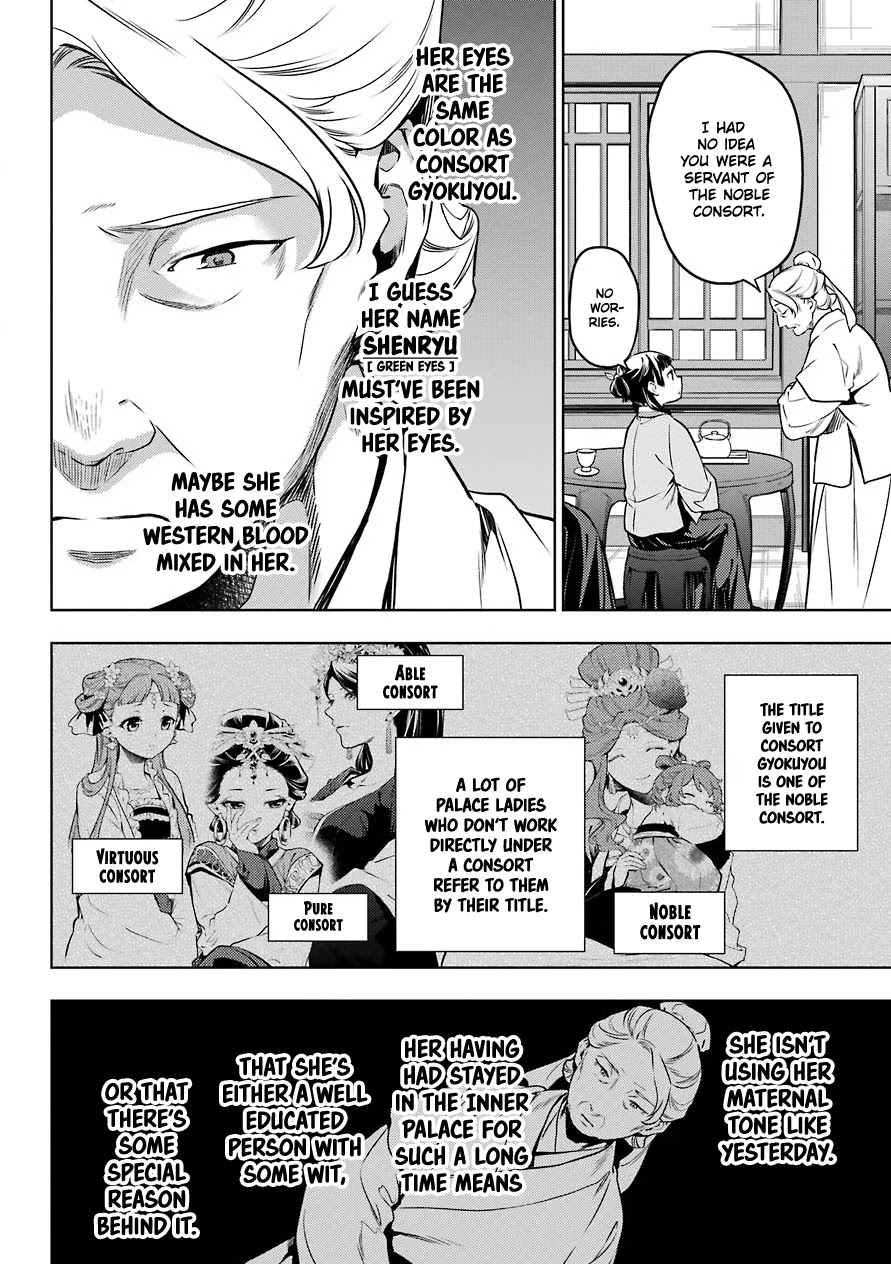 I HAD
NO IDEA
YOU WERE A
SERVANT OF
THE NOBLE
CONSORT.
NO
WOR-
RIES.
HER EYES
ARE THE
SAME
COLOR AS
CONSORT
GYOKUYOU.
I GUESS
HER NAME
SHENRYU
[ GREEN EYES ]
MUST'VE BEEN
INSPIRED BY
HER EYES.
MAYBE SHE
HAS SOME
WESTERN BLOOD
MIXED IN HER.
THE TITLE
GIVEN TO
CONSORT
GYOKUYOU
IS ONE OF
THE NOBLE
CONSORT.
NOBLE
CONSORT
A LOT OF
PALACE LADIES
WHO DON'T WORK
DIRECTLY UNDER
A CONSORT
REFER TO THEM
BY THEIR TITLE.
ABLE
CONSORT
PURE
CONSORT
VIRTUOUS
CONSORT
SHE ISN'T
USING HER
MATERNAL
TONE LIKE
YESTERDAY.
HER HAVING
HAD STAYED
IN THE INNER
PALACE FOR
SUCH A LONG
TIME MEANS
THAT SHE'S
EITHER A WELL
EDUCATED
PERSON WITH
SOME WIT,
OR THAT
THERE'S
SOME
SPECIAL
REASON
BEHIND IT.